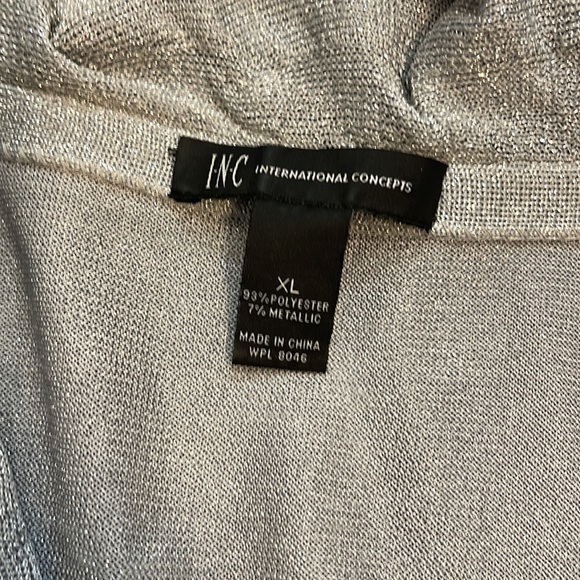 I·N·C INTERNATIONAL CONCEPTS
XL
93% POLYESTER
7% METALLIC
MADE IN CHINA
WPL 8046